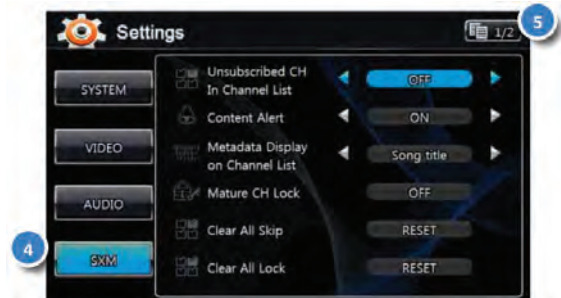 Settings
1/2
5
SYSTEM
VIDEO
AUDIO
4
SXM
Unsubscribed CH
In Channel List
OFF
Content Alert
ON
Metadata Display
on Channel List
Song title
Mature CH Lock
OFF
Clear All Skip
RESET
Clear All Lock
RESET